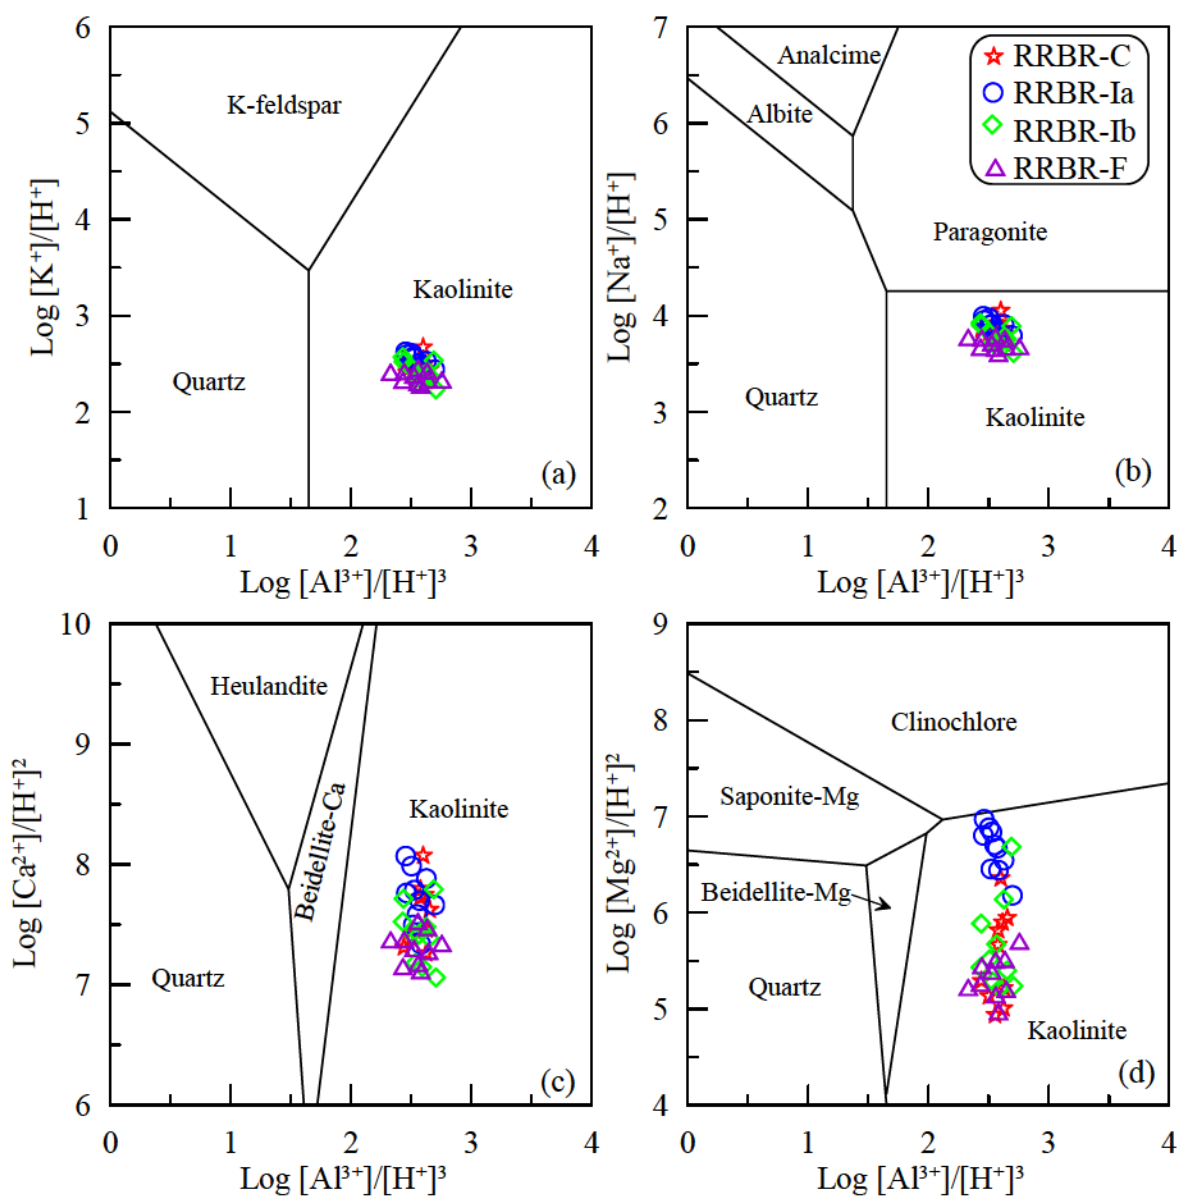 6
5
4
3
2
1
0
1
2
3
4
Log [K⁺]/[H⁺]
Log [Al³⁺]/[H⁺]³
K-feldspar
Kaolinite
Quartz
(a)
7
6
5
4
3
2
0
1
2
3
4
Log [Na⁺]/[H⁺]
Log [Al³⁺]/[H⁺]³
Analcime
Albite
RRBR-C
RRBR-Ia
RRBR-Ib
RRBR-F
Paragonite
Quartz
Kaolinite
(b)
10
9
8
7
6
0
1
2
3
4
Log [Ca²⁺]/[H⁺]²
Log [Al³⁺]/[H⁺]³
Heulandite
Beidellite-Ca
Kaolinite
Quartz
(c)
9
8
7
6
5
4
0
1
2
3
4
Log [Mg²⁺]/[H⁺]²
Log [Al³⁺]/[H⁺]³
Clinochlore
Saponite-Mg
Beidellite-Mg
Quartz
Kaolinite
(d)